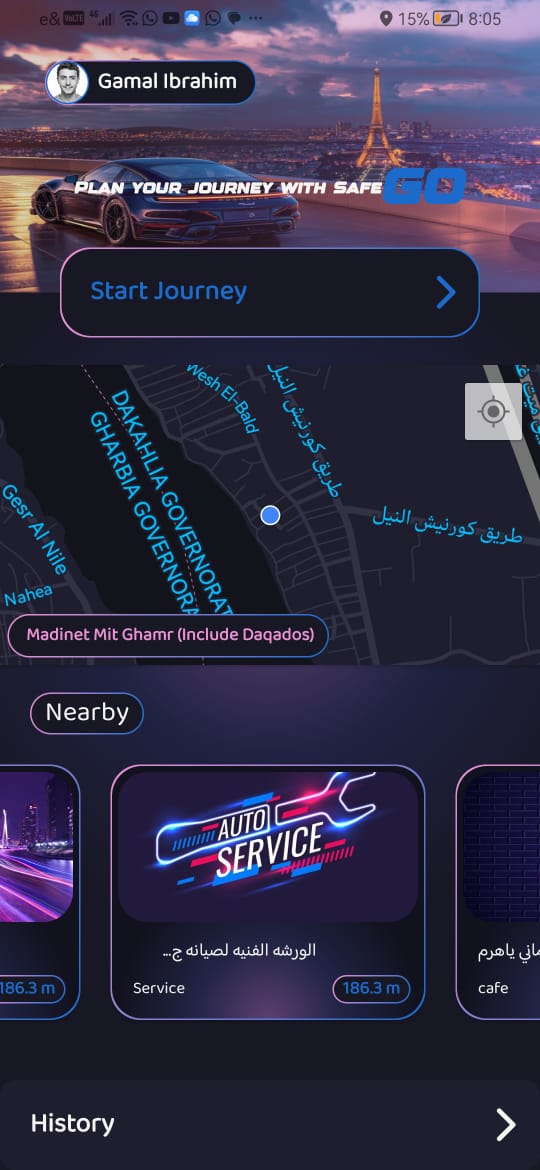 e& VoLTE 4G 15% 8:05
Gamal Ibrahim
PLAN YOUR JOURNEY WITH SAFE GO
Start Journey
Wesh El-Bald
طريق كورنيش النيل
DAKAHLIA GOVERNORAT
GHARBIA GOVERNORA
طريق كورنيش النيل
Gesr Al Nile
Nahea
Madinet Mit Ghamr (Include Daqados)
Nearby
AUTO
SERVICE
الورشه الفنيه لصيانه ج...
ماني ياهرم
186.3 m
Service
186.3 m
cafe
History